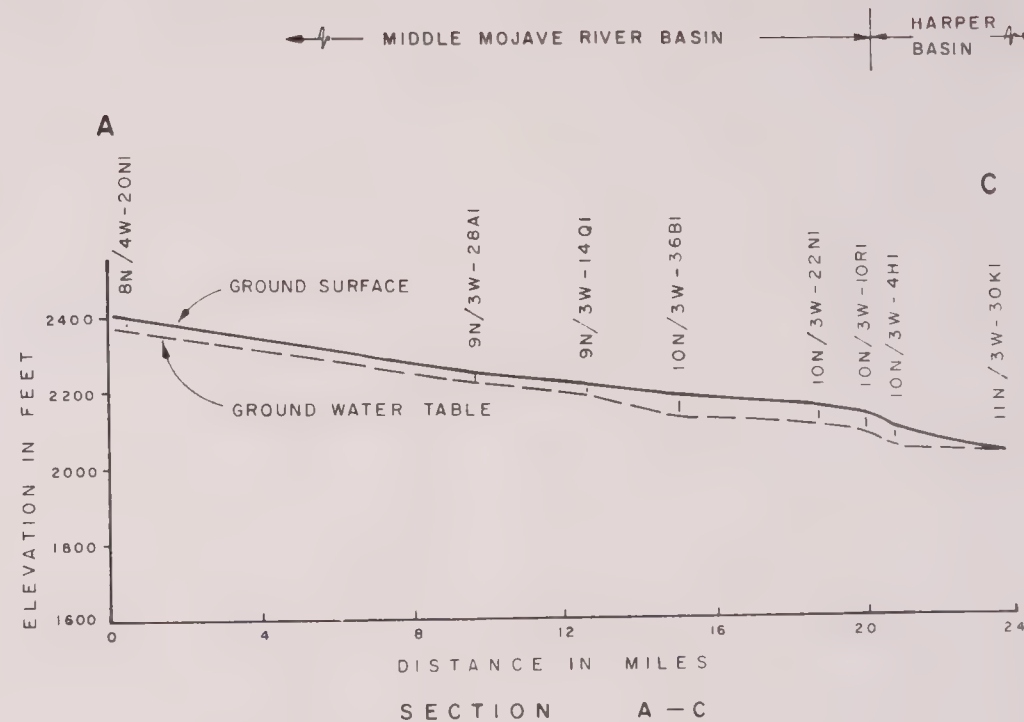 MIDDLE MOJAVE RIVER BASIN
HARPER
BASIN
A
C
8N/4W-20N1
9N/3W-28A1
9N/3W-14Q1
10N/3W-36B1
10N/3W-22N1
10N/3W-10R1
10N/3W-4H1
11N/3W-30K1
GROUND SURFACE
GROUND WATER TABLE
ELEVATION IN FEET
2400
2200
2000
1800
1600
0 4 8 12 16 20 24
DISTANCE IN MILES
SECTION A-C